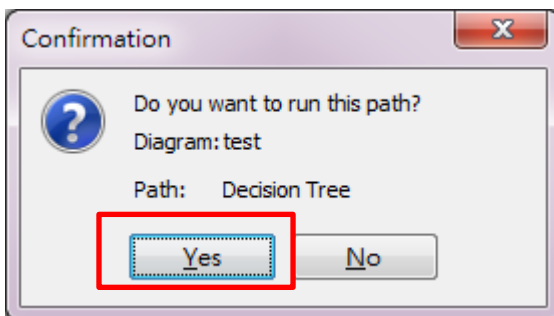 Confirmation
Do you want to run this path?
Diagram: test
Path: Decision Tree
Yes No